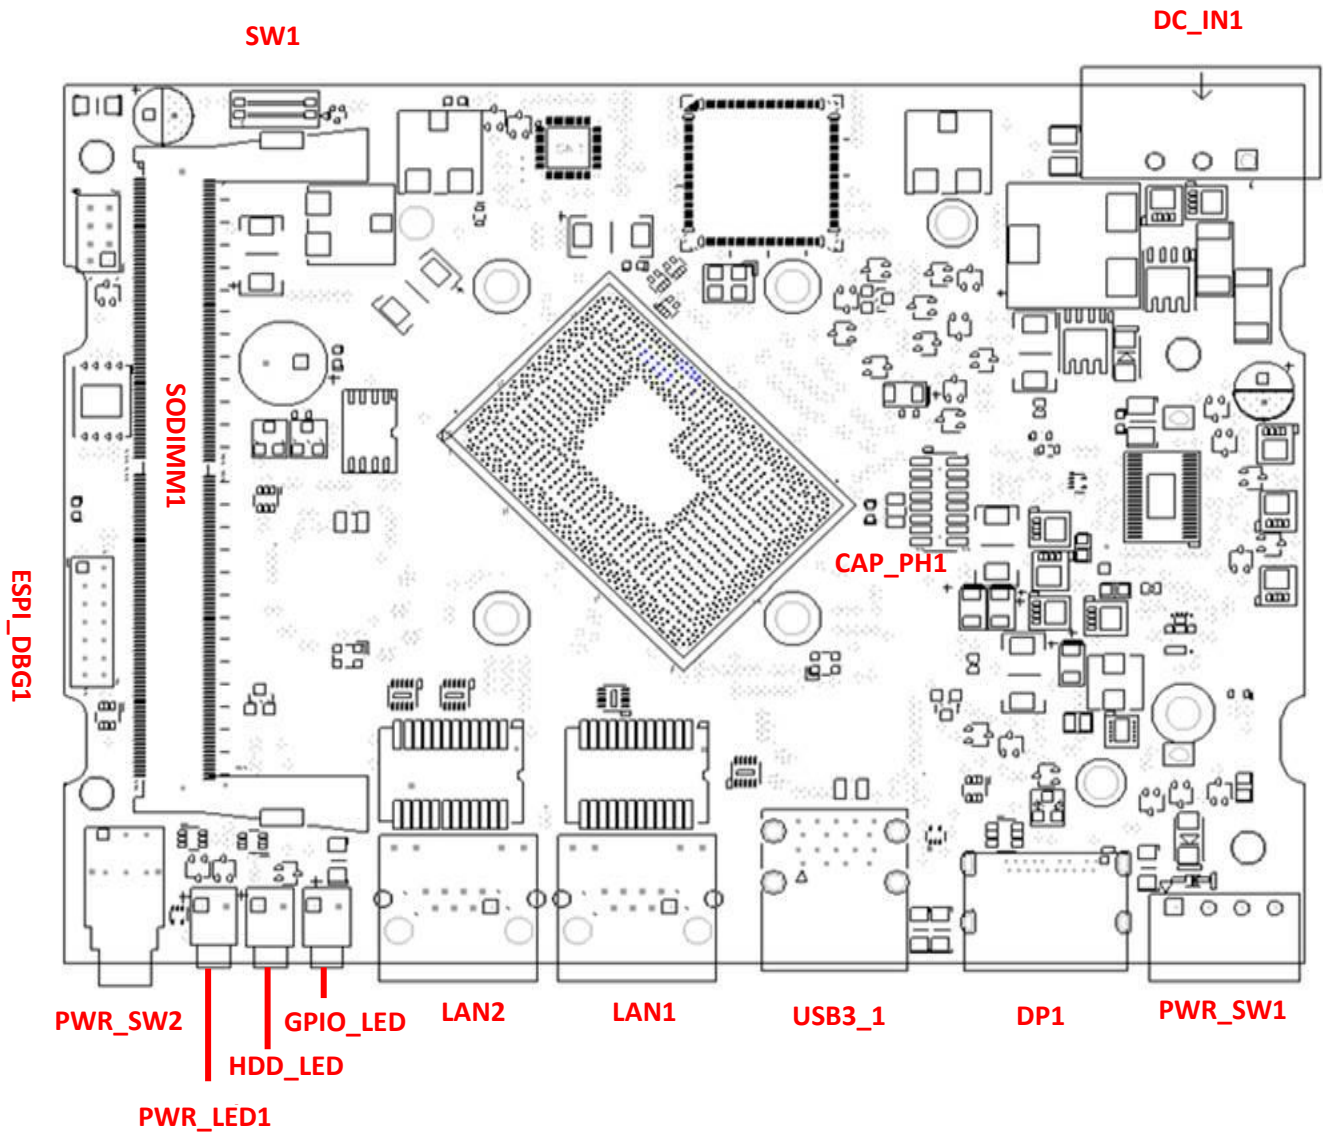 DC_IN1
SW1
SODIMM1
CAP_PH1
ESPI_DBG1
LAN2
LAN1
USB3_1
DP1
PWR_SW1
PWR_SW2
GPIO_LED
HDD_LED
PWR_LED1